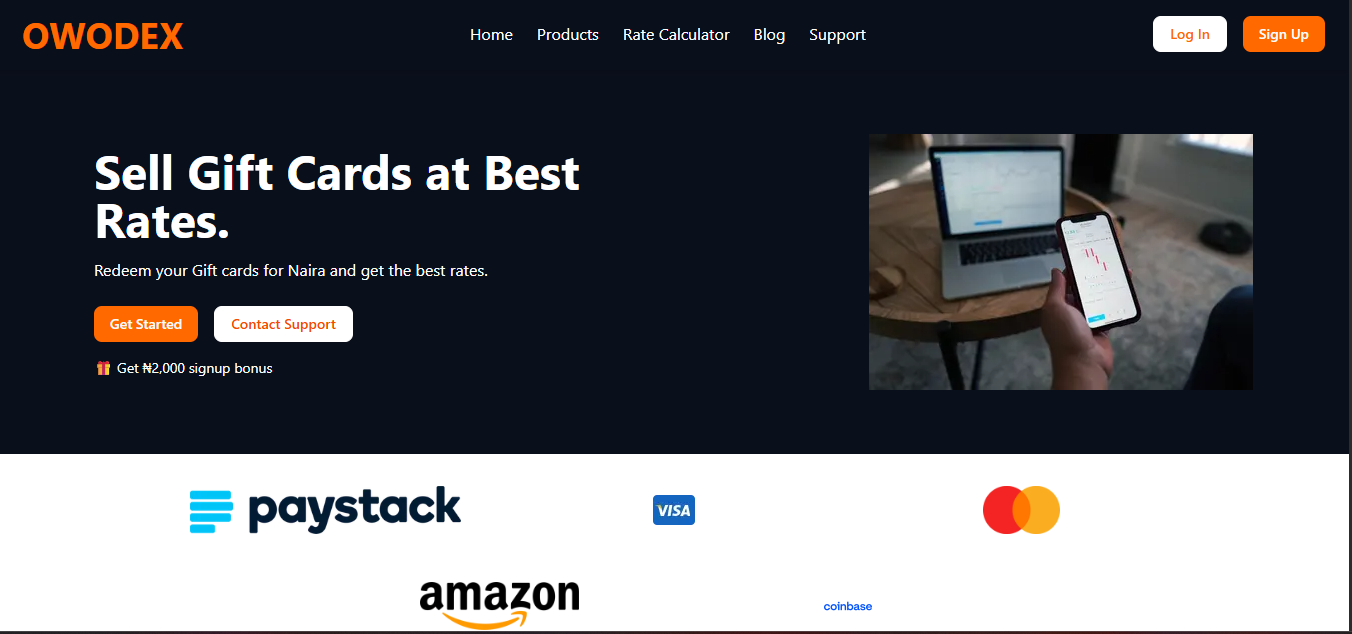 OWODEX
Home
Products
Rate Calculator
Blog
Support
Log In
Sign Up
Sell Gift Cards at Best
Rates.
Redeem your Gift cards for Naira and get the best rates.
Get Started
Contact Support
🎁 Get ₦2,000 signup bonus
paystack
VISA
amazon
coinbase